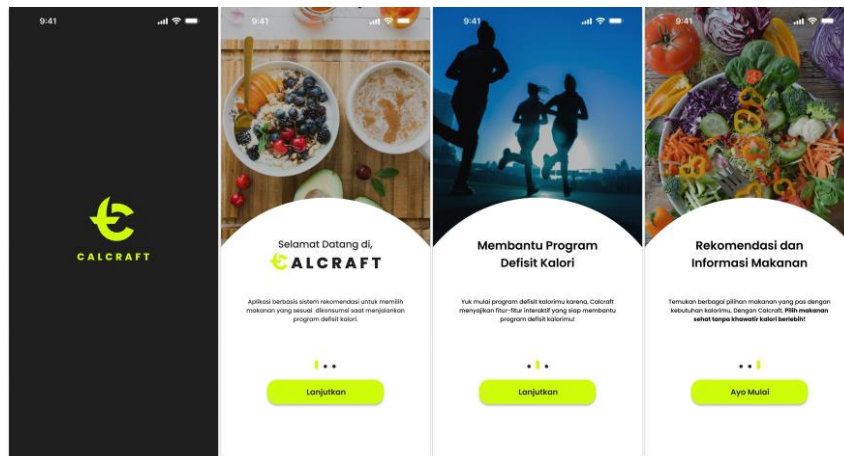 9:41
CALCRAFT
9:41
Selamat Datang di,
CALCRAFT
Aplikasi berbasis sistem rekomendasi untuk memilih
makanan yang sesuai dikonsumsi saat menjalankan
program defisit kalori.
Lanjutkan
9:41
Membantu Program
Defisit Kalori
Yuk mulai program defisit kalorimu karena, Calcraft
menyajikan fitur-fitur interaktif yang siap membantu
program defisit kalorimu!
Lanjutkan
9:41
Rekomendasi dan
Informasi Makanan
Temukan berbagai pilihan makanan yang pas dengan
kebutuhan kalorimu. Dengan Calcraft, Pilih makanan
sehat tanpa khawatir kalori berlebih!
Ayo Mulai